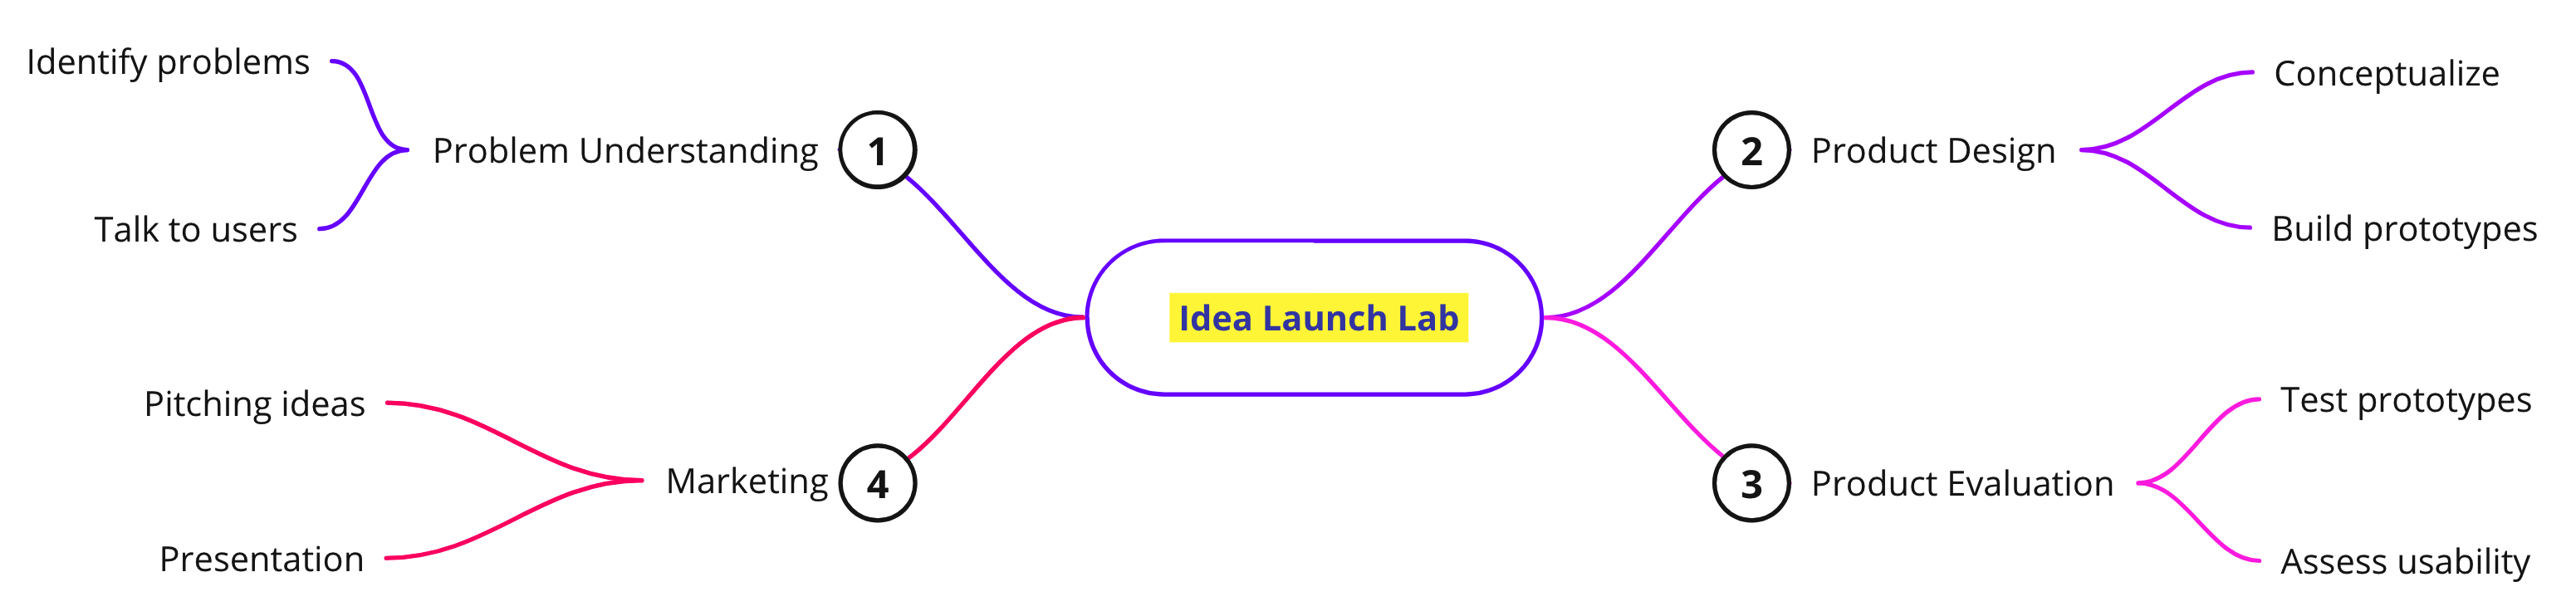 Idea Launch Lab
1
Problem Understanding
Identify problems
Talk to users
2
Product Design
Conceptualize
Build prototypes
3
Product Evaluation
Test prototypes
Assess usability
4
Marketing
Pitching ideas
Presentation